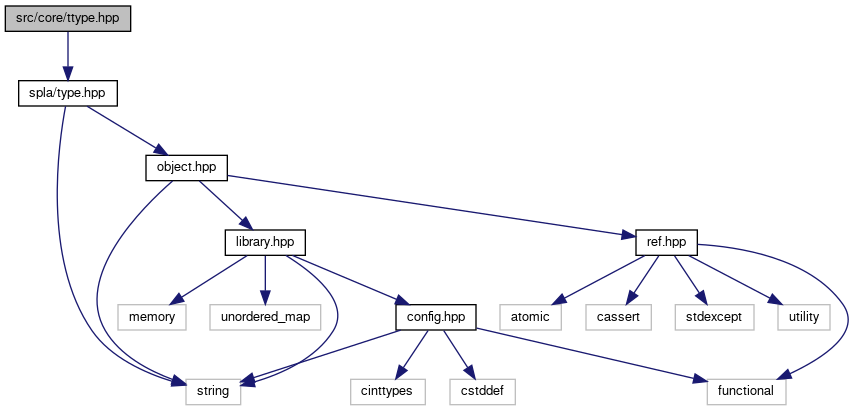 src/core/ttype.hpp
spla/type.hpp
object.hpp
library.hpp
ref.hpp
memory
unordered_map
config.hpp
atomic
cassert
stdexcept
utility
string
cinttypes
cstddef
functional